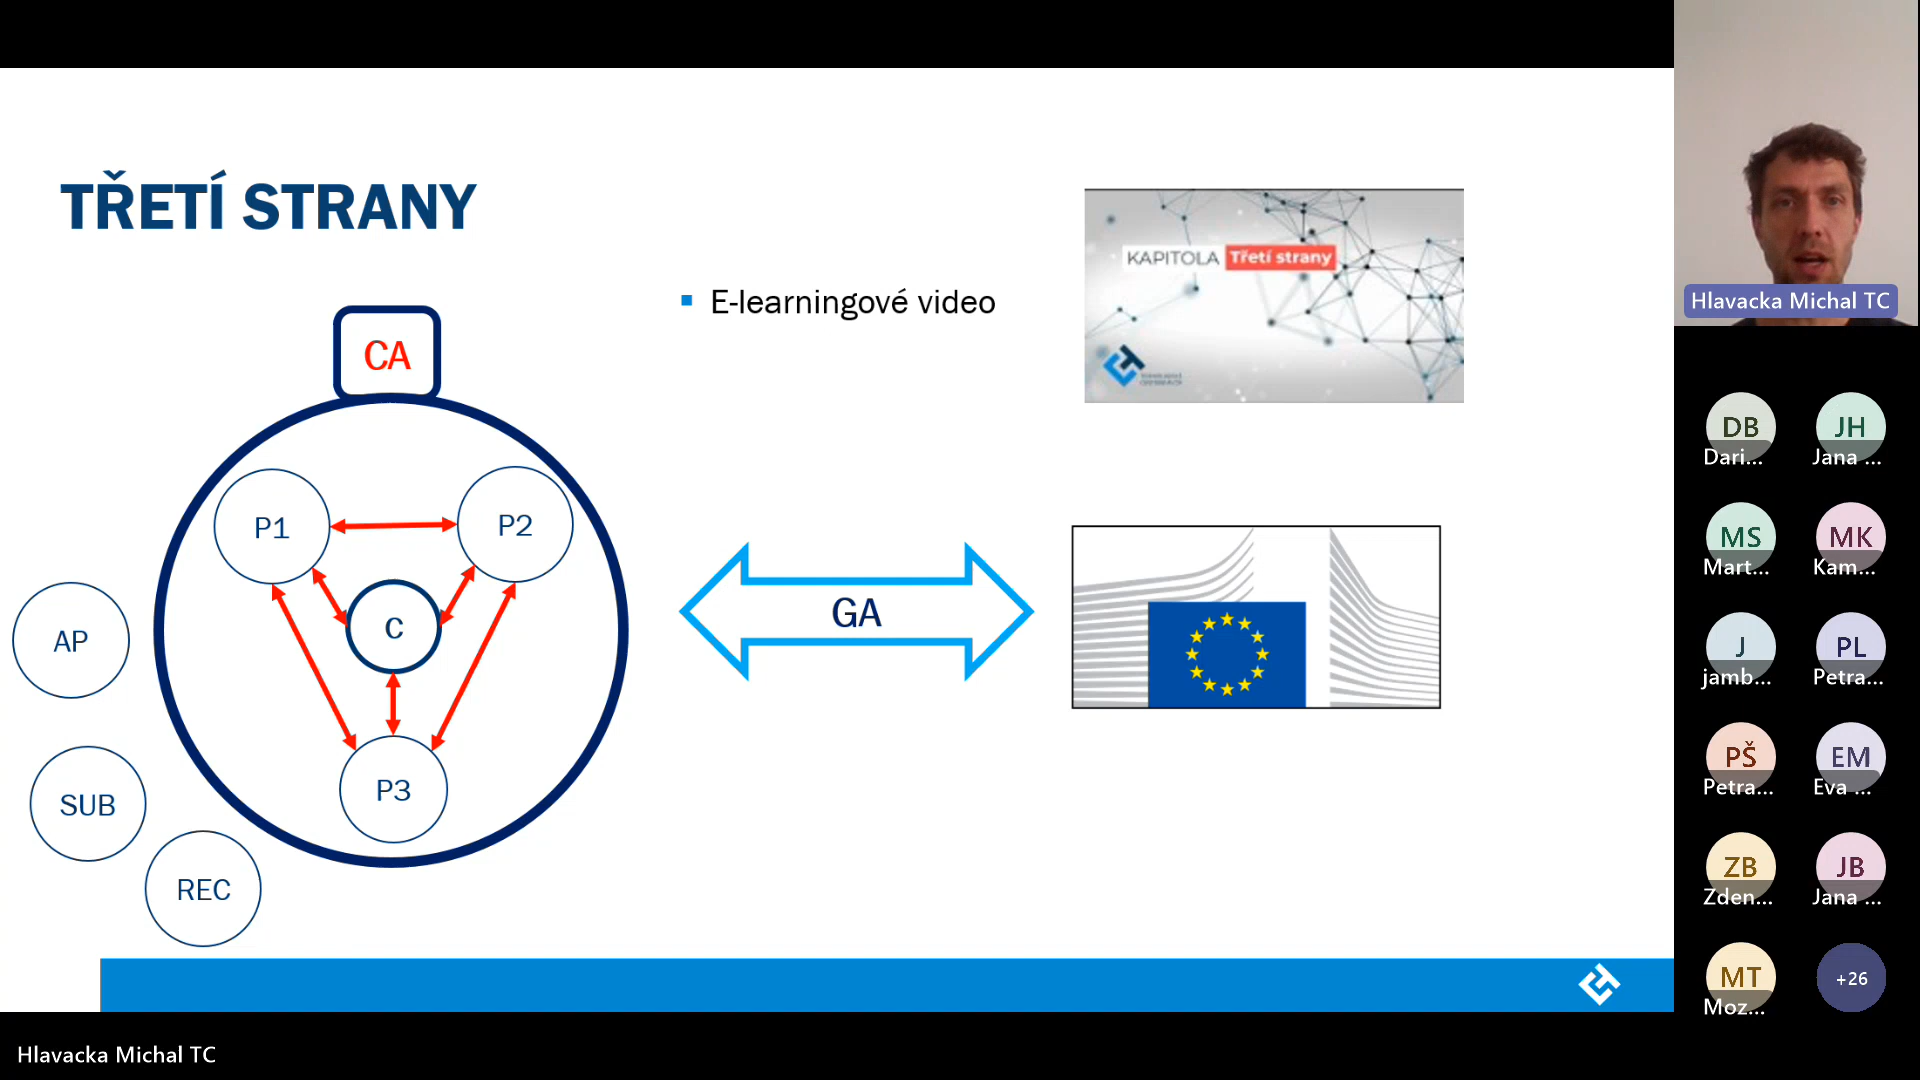 TŘETÍ STRANY
E-learningové video
KAPITOLA Třetí strany
CA
P1
P2
C
P3
AP
SUB
REC
GA
Hlavacka Michal TC
DB
Dari...
JH
Jana ...
MS
Mart...
MK
Kam...
J
jamb...
PL
Petra...
PŠ
Petra...
EM
Eva ...
ZB
Zden...
JB
Jana ...
MT
Moz...
+26
Hlavacka Michal TC